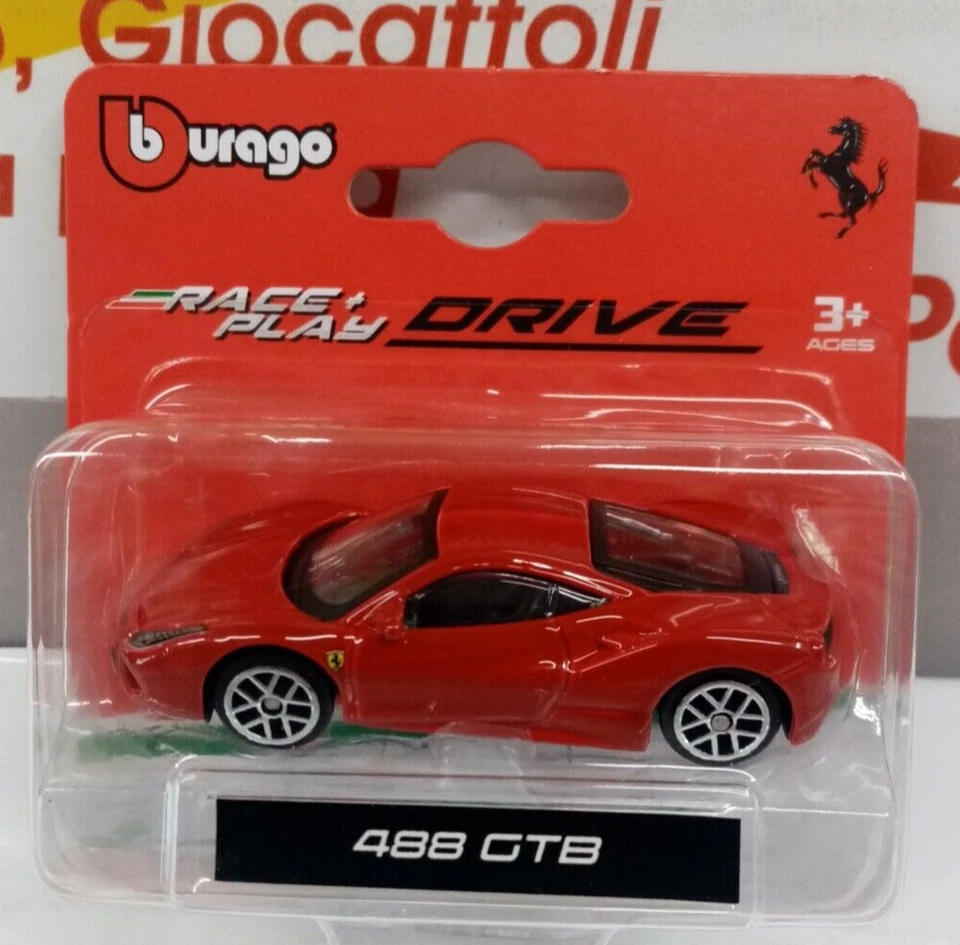 , Giocattoli
burago
RACE+
PLAY
DRIVE
3+
AGES
488 GTB